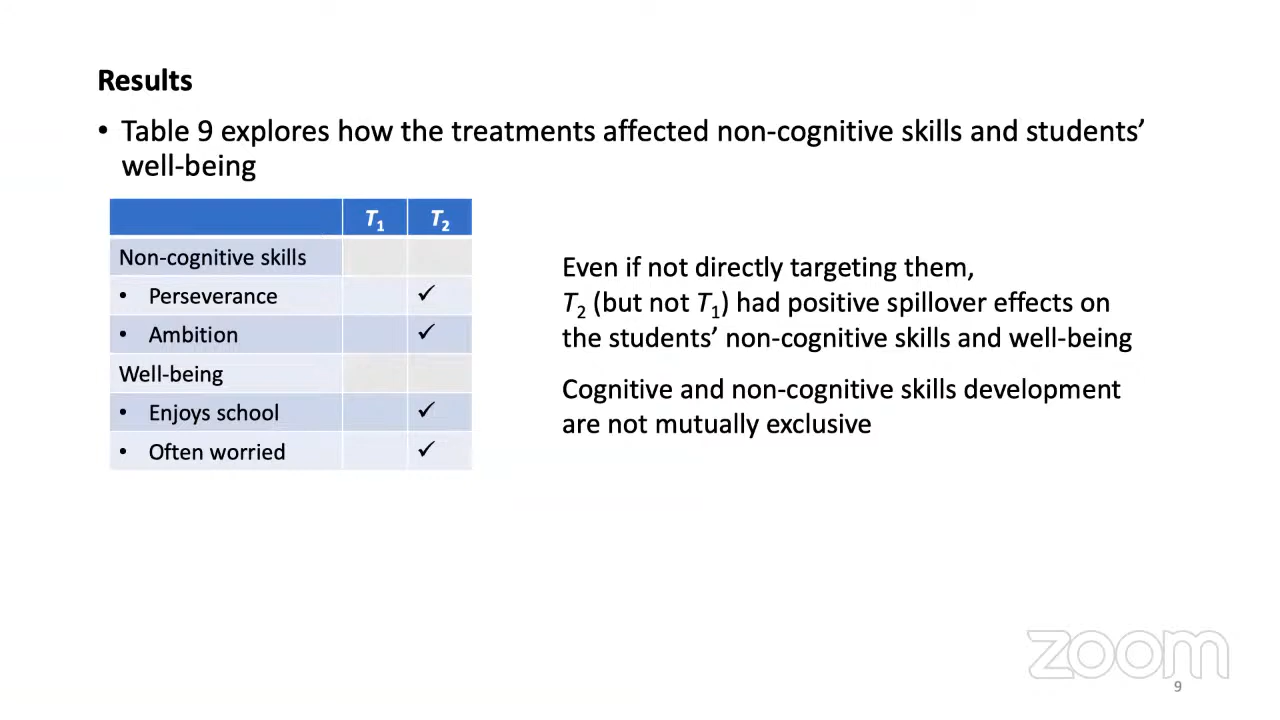 Results
• Table 9 explores how the treatments affected non-cognitive skills and students’
well-being
T1 T2
Non-cognitive skills
• Perseverance ✓
• Ambition ✓
Well-being
• Enjoys school ✓
• Often worried ✓
Even if not directly targeting them,
T2 (but not T1) had positive spillover effects on
the students’ non-cognitive skills and well-being
Cognitive and non-cognitive skills development
are not mutually exclusive
zoom
9